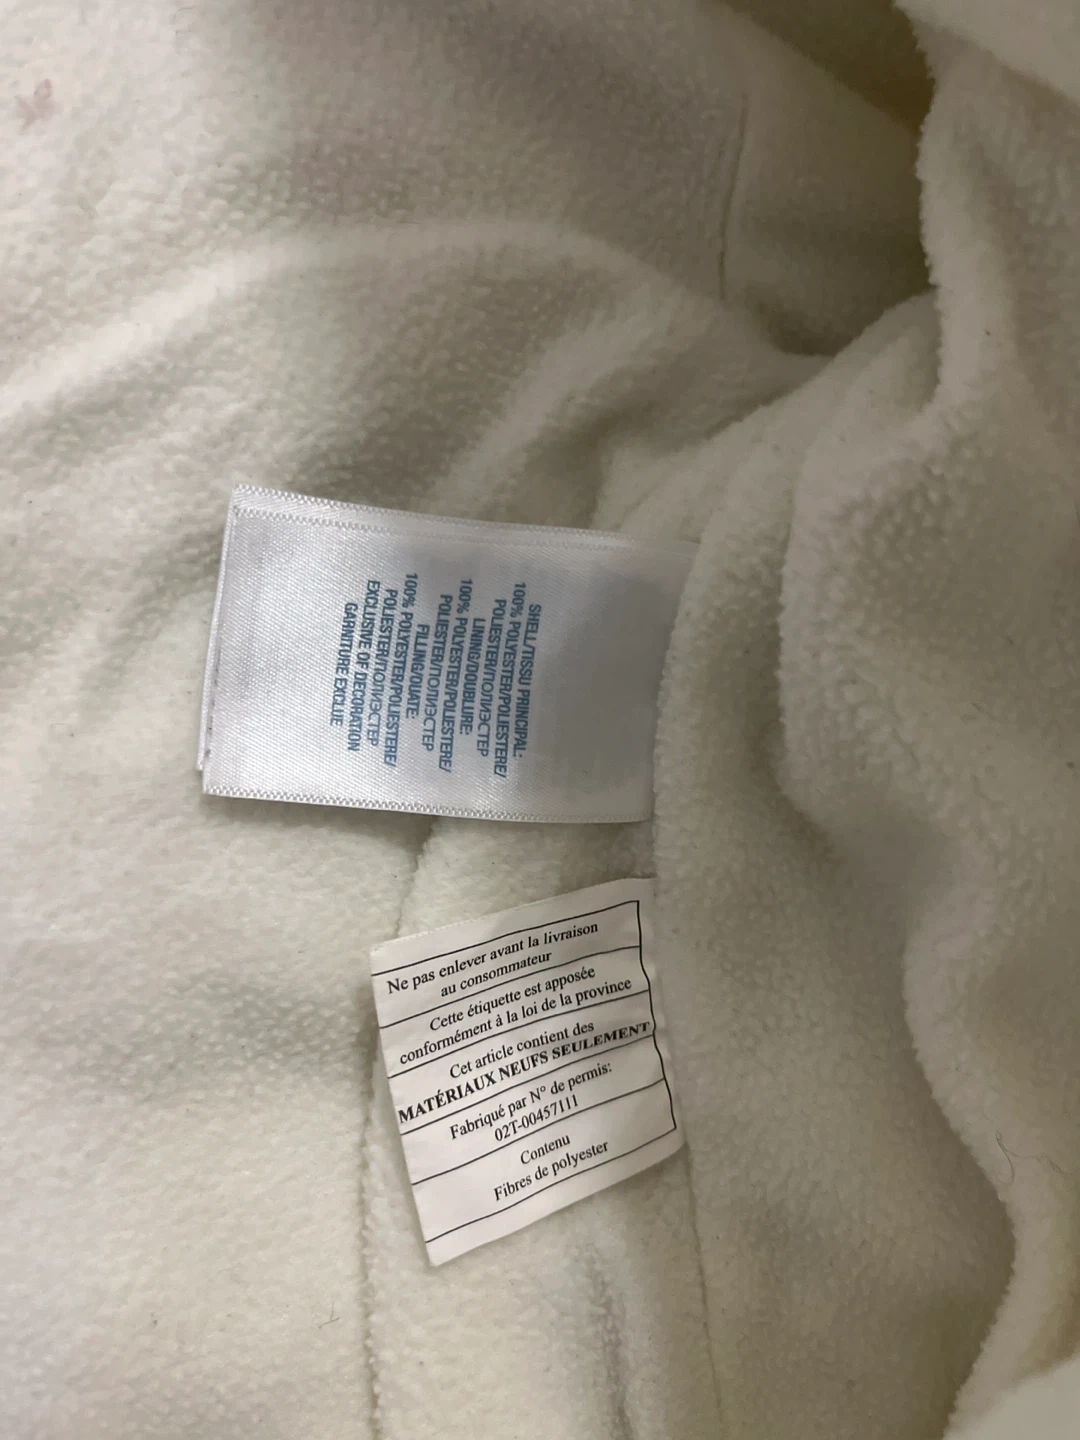 SHELL/TISSU PRINCIPAL:
100% POLYESTER/POLIESTERE/
POLIESTER/ПОЛИЭСТЕР
LINING/DOUBLURE:
100% POLYESTER/POLIESTERE/
POLIESTER/ПОЛИЭСТЕР
FILLING/OUATE:
100% POLYESTER/POLIESTERE/
POLIESTER/ПОЛИЭСТЕР
EXCLUSIVE OF DECORATION
GARNITURE EXCLUE
Ne pas enlever avant la livraison
au consommateur
Cette étiquette est apposée
conformément à la loi de la province
Cet article contient des
MATÉRIAUX NEUFS SEULEMENT
Fabriqué par N° de permis:
02T-00457111
Contenu
Fibres de polyester